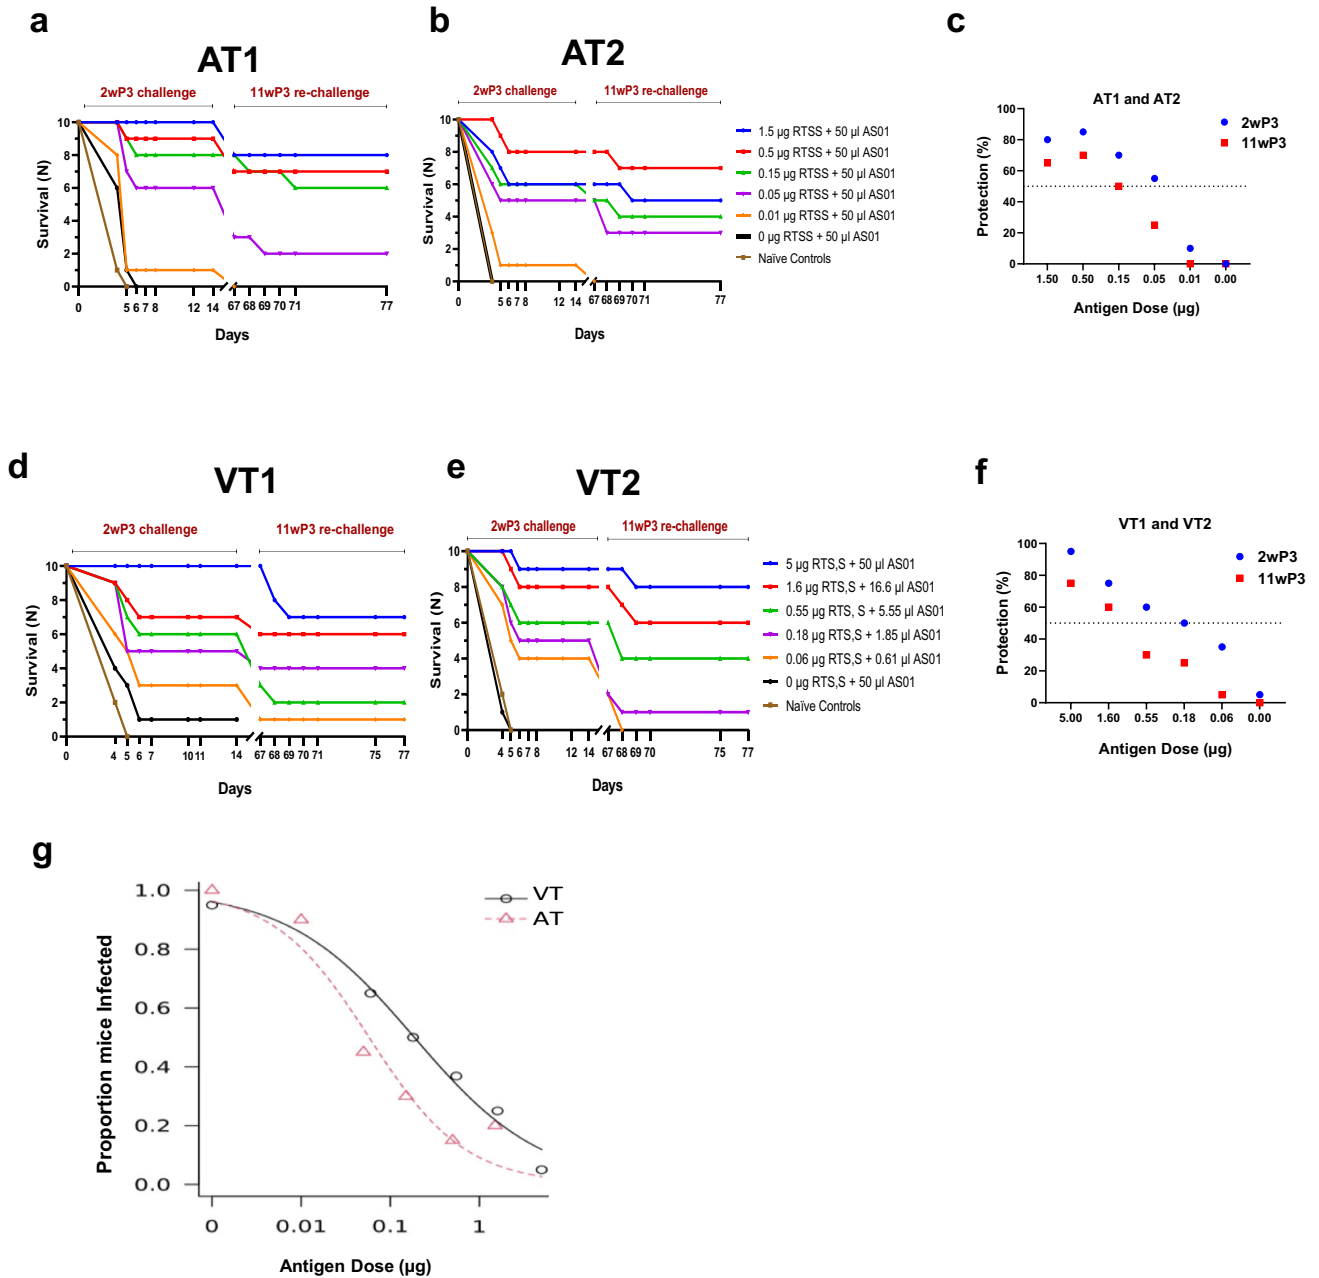 a
AT1
2wP3 challenge 11wP3 re-challenge
Survival (N)
10
8
6
4
2
0
0 5 6 7 8 12 14 67 68 69 70 71 77
Days
b
AT2
2wP3 challenge 11wP3 re-challenge
Survival (N)
10
8
6
4
2
0
0 5 6 7 8 12 14 67 68 69 70 71 77
Days
1.5 µg RTSS + 50 µl AS01
0.5 µg RTSS + 50 µl AS01
0.15 µg RTSS + 50 µl AS01
0.05 µg RTSS + 50 µl AS01
0.01 µg RTSS + 50 µl AS01
0 µg RTSS + 50 µl AS01
Naïve Controls
c
AT1 and AT2
2wP3
11wP3
Protection (%)
100
80
60
40
20
0
1.50 0.50 0.15 0.05 0.01 0.00
Antigen Dose (µg)
d
VT1
2wP3 challenge 11wP3 re-challenge
Survival (N)
10
8
6
4
2
0
0 4 5 6 7 10 11 14 67 68 69 70 71 75 77
Days
e
VT2
2wP3 challenge 11wP3 re-challenge
Survival (N)
10
8
6
4
2
0
0 4 5 6 7 8 12 14 67 68 69 70 75 77
Days
5 µg RTS,S + 50 µl AS01
1.6 µg RTS,S + 16.6 µl AS01
0.55 µg RTS, S + 5.55 µl AS01
0.18 µg RTS,S + 1.85 µl AS01
0.06 µg RTS,S + 0.61 µl AS01
0 µg RTS,S + 50 µl AS01
Naïve Controls
f
VT1 and VT2
2wP3
11wP3
Protection (%)
100
80
60
40
20
0
5.00 1.60 0.55 0.18 0.06 0.00
Antigen Dose (µg)
g
VT
AT
Proportion mice Infected
1.0
0.8
0.6
0.4
0.2
0.0
0 0.01 0.1 1
Antigen Dose (µg)